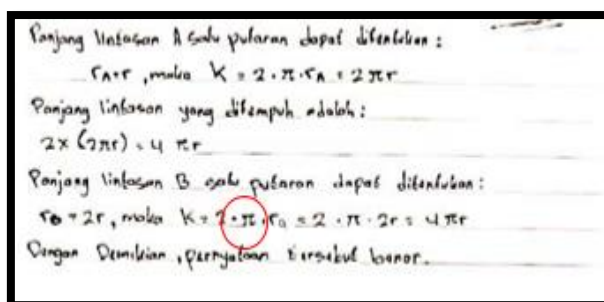 Panjang lintasan A satu putaran dapat ditentukan :
rA=r , maka K = 2 · π · rA = 2πr
Panjang lintasan yang ditempuh adalah :
2x (2πr) = 4 πr
Panjang lintasan B satu putaran dapat ditentukan :
rB = 2r, maka K = 2 · π · rB = 2 · π · 2r = 4πr
Dengan Demikian , pernyataan tersebut benar.